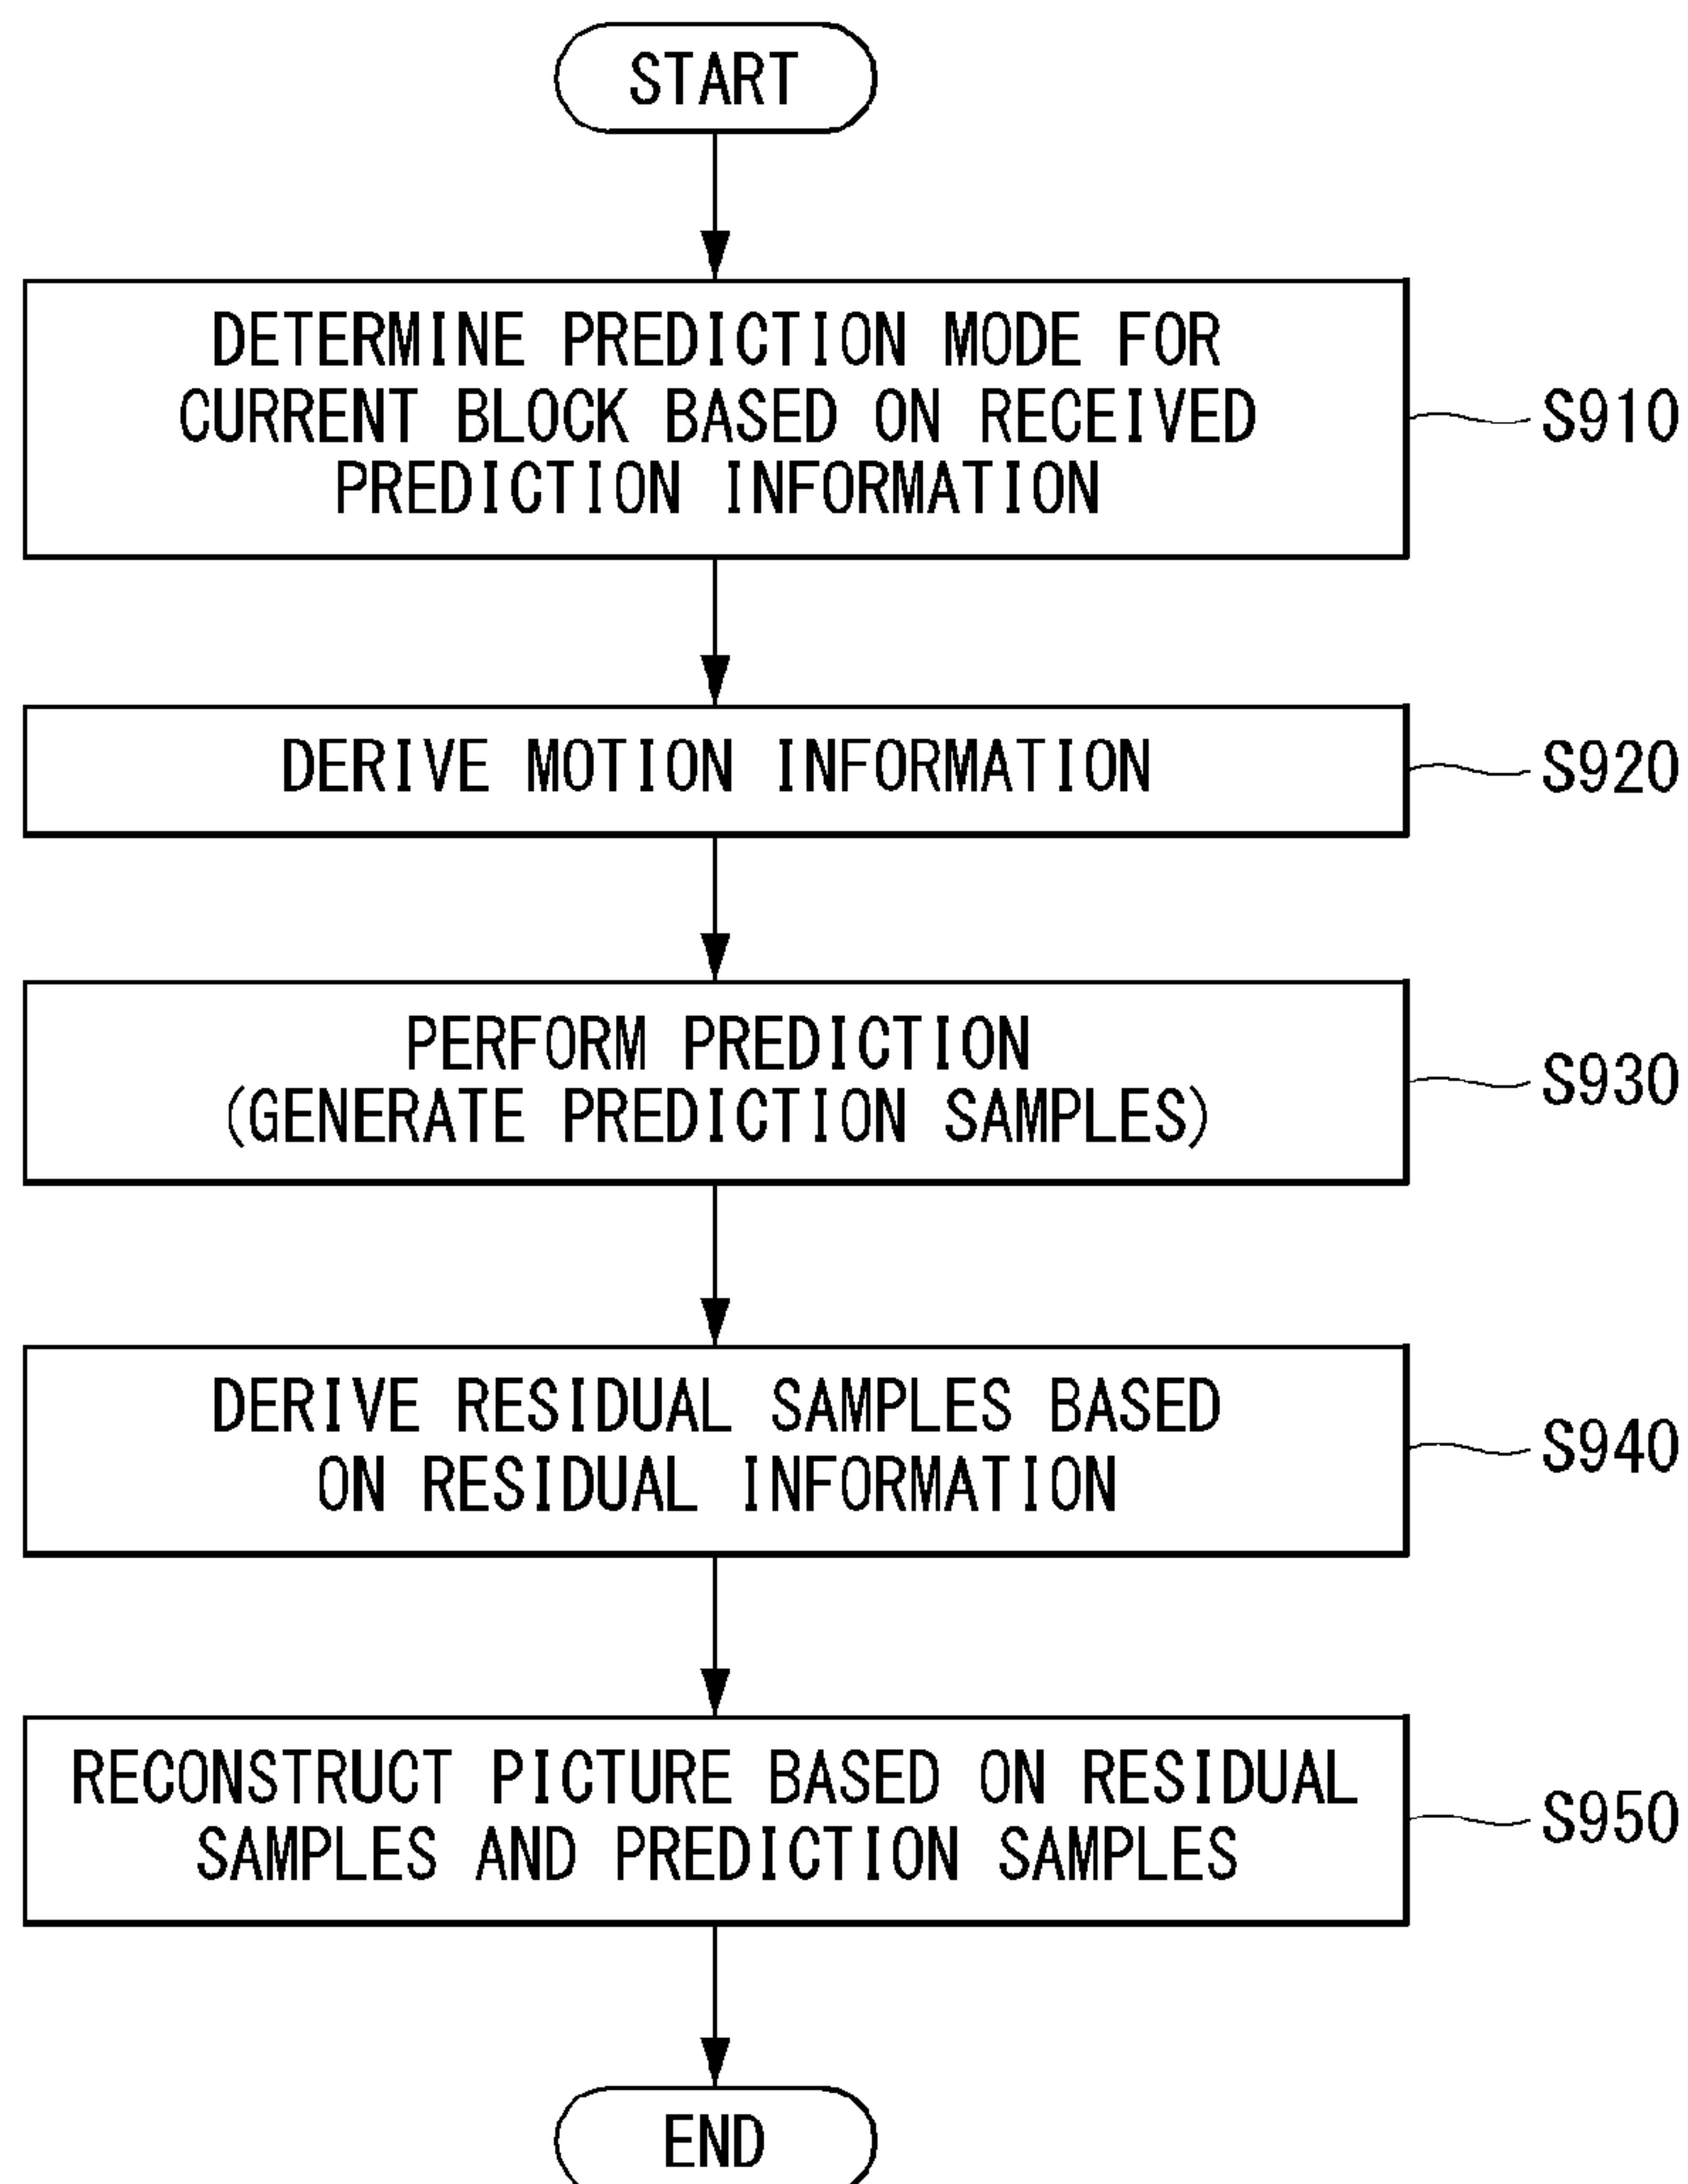 START
DETERMINE PREDICTION MODE FOR
CURRENT BLOCK BASED ON RECEIVED
PREDICTION INFORMATION
S910
DERIVE MOTION INFORMATION
S920
PERFORM PREDICTION
(GENERATE PREDICTION SAMPLES)
S930
DERIVE RESIDUAL SAMPLES BASED
ON RESIDUAL INFORMATION
S940
RECONSTRUCT PICTURE BASED ON RESIDUAL
SAMPLES AND PREDICTION SAMPLES
S950
END